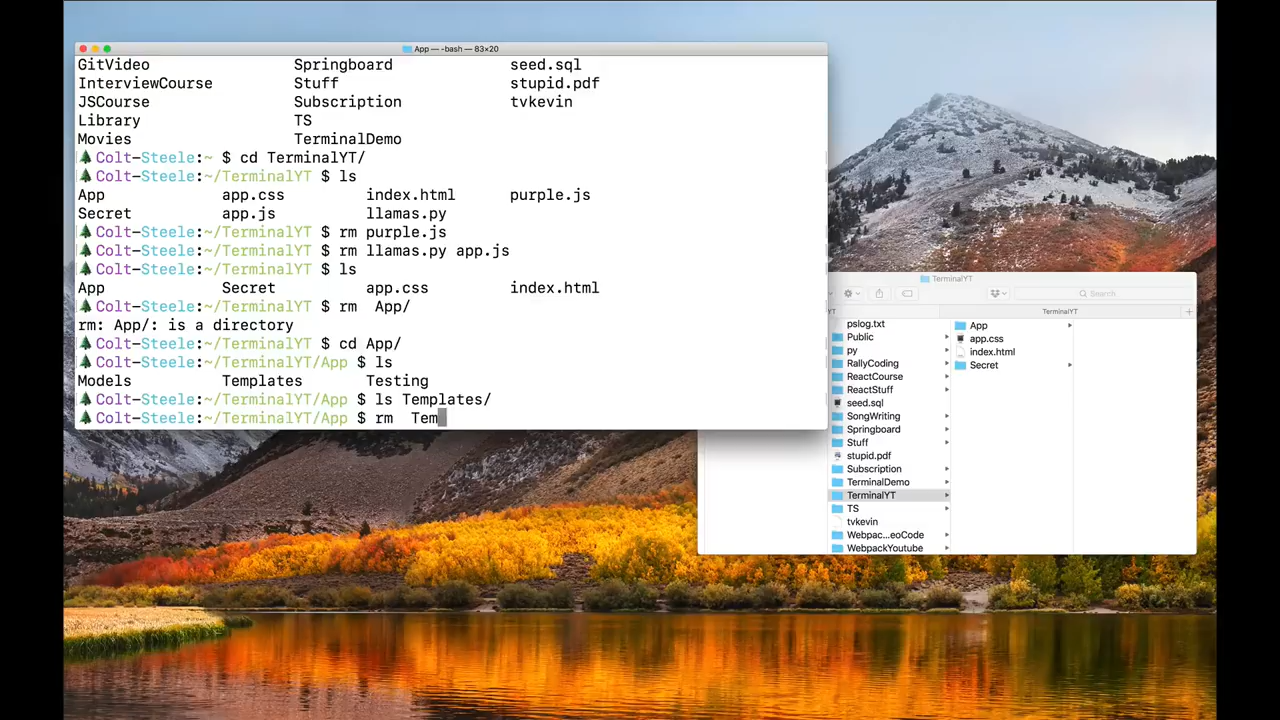 App — -bash — 83×20
GitVideo Springboard seed.sql
InterviewCourse Stuff stupid.pdf
JSCourse Subscription tvkevin
Library TS
Movies TerminalDemo
Colt-Steele:~ $ cd TerminalYT/
Colt-Steele:~/TerminalYT $ ls
App app.css index.html purple.js
Secret app.js llamas.py
Colt-Steele:~/TerminalYT $ rm purple.js
Colt-Steele:~/TerminalYT $ rm llamas.py app.js
Colt-Steele:~/TerminalYT $ ls
App Secret app.css index.html
Colt-Steele:~/TerminalYT $ rm  App/
rm: App/: is a directory
Colt-Steele:~/TerminalYT $ cd App/
Colt-Steele:~/TerminalYT/App $ ls
Models Templates Testing
Colt-Steele:~/TerminalYT/App $ ls Templates/
Colt-Steele:~/TerminalYT/App $ rm  Tem
TerminalYT
Search
YT TerminalYT
pslog.txt
Public
py
RallyCoding
ReactCourse
ReactStuff
seed.sql
SongWriting
Springboard
Stuff
stupid.pdf
Subscription
TerminalDemo
TerminalYT
TS
tvkevin
Webpac...eoCode
WebpackYoutube
App
app.css
index.html
Secret